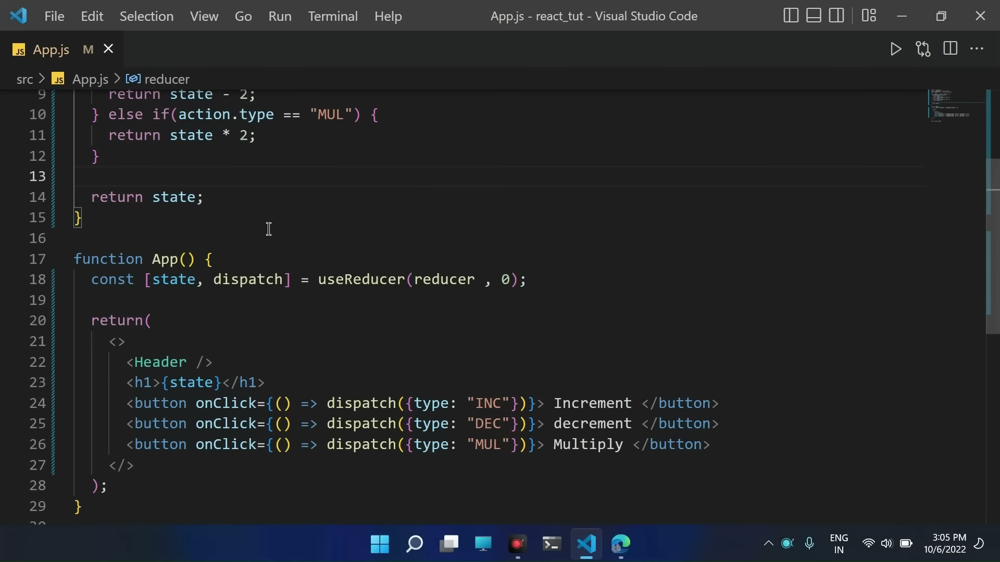 File Edit Selection View Go Run Terminal Help App.js - react_tut - Visual Studio Code
JS App.js M
src > JS App.js > reducer
9 return state - 2;
10 } else if(action.type == "MUL") {
11 return state * 2;
12 }
13
14 return state;
15 }
16
17 function App() {
18 const [state, dispatch] = useReducer(reducer , 0);
19
20 return(
21 <>
22 <Header />
23 <h1>{state}</h1>
24 <button onClick={() => dispatch({type: "INC"})}> Increment </button>
25 <button onClick={() => dispatch({type: "DEC"})}> decrement </button>
26 <button onClick={() => dispatch({type: "MUL"})}> Multiply </button>
27 </>
28 );
29 }
ENG
IN
3:05 PM
10/6/2022